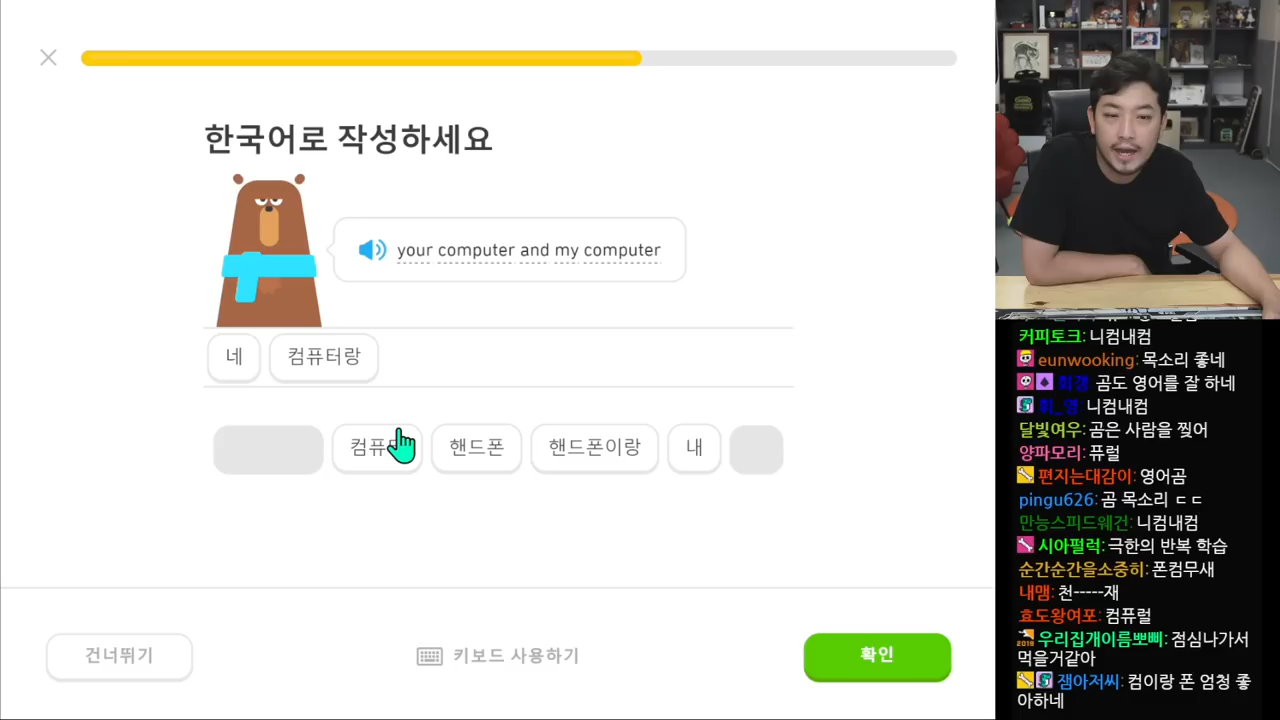 한국어로 작성하세요
your computer and my computer
네 컴퓨터랑
핸드폰 핸드폰이랑 내
건너뛰기 키보드 사용하기 확인
커피토크: 니컴내컴
eunwooking: 목소리 좋네
곰도 영어를 잘 하네
니컴내컴
달빛여우: 곰은 사람을 찢어
양파모리: 퓨럴
편지는대감이: 영어곰
pingu626: 곰 목소리 ㄷㄷ
만능스피드웨건: 니컴내컴
시아펄럭: 극한의 반복 학습
순간순간을소중히: 폰컴무새
내맴: 천-----재
효도왕여포: 컴퓨럴
우리집개이름뽀삐: 점심나가서
먹을거같아
잼아저씨: 컴이랑 폰 엄청 좋
아하네